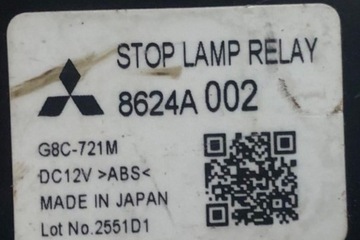 STOP LAMP RELAY
8624A 002
G8C-721M
DC12V >ABS<
MADE IN JAPAN
Lot No.2551D1